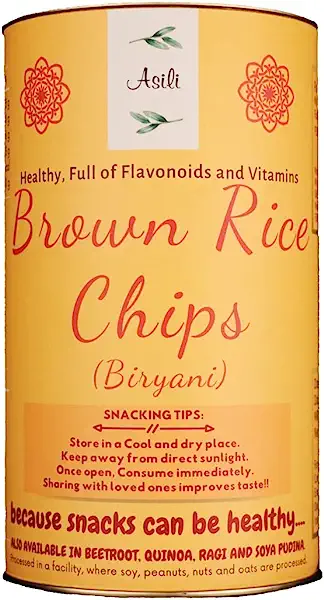 Asili
Healthy, Full of Flavonoids and Vitamins
Brown Rice
Chips
(Biryani)
SNACKING TIPS:
Store in a Cool and dry place.
Keep away from direct sunlight.
Once open, Consume immediately.
Sharing with loved ones improves taste!!
because snacks can be healthy....
ALSO AVAILABLE IN BEETROOT, QUINOA, RAGI AND SOYA PUDINA.
Processed in a facility, where soy, peanuts, nuts and oats are processed.